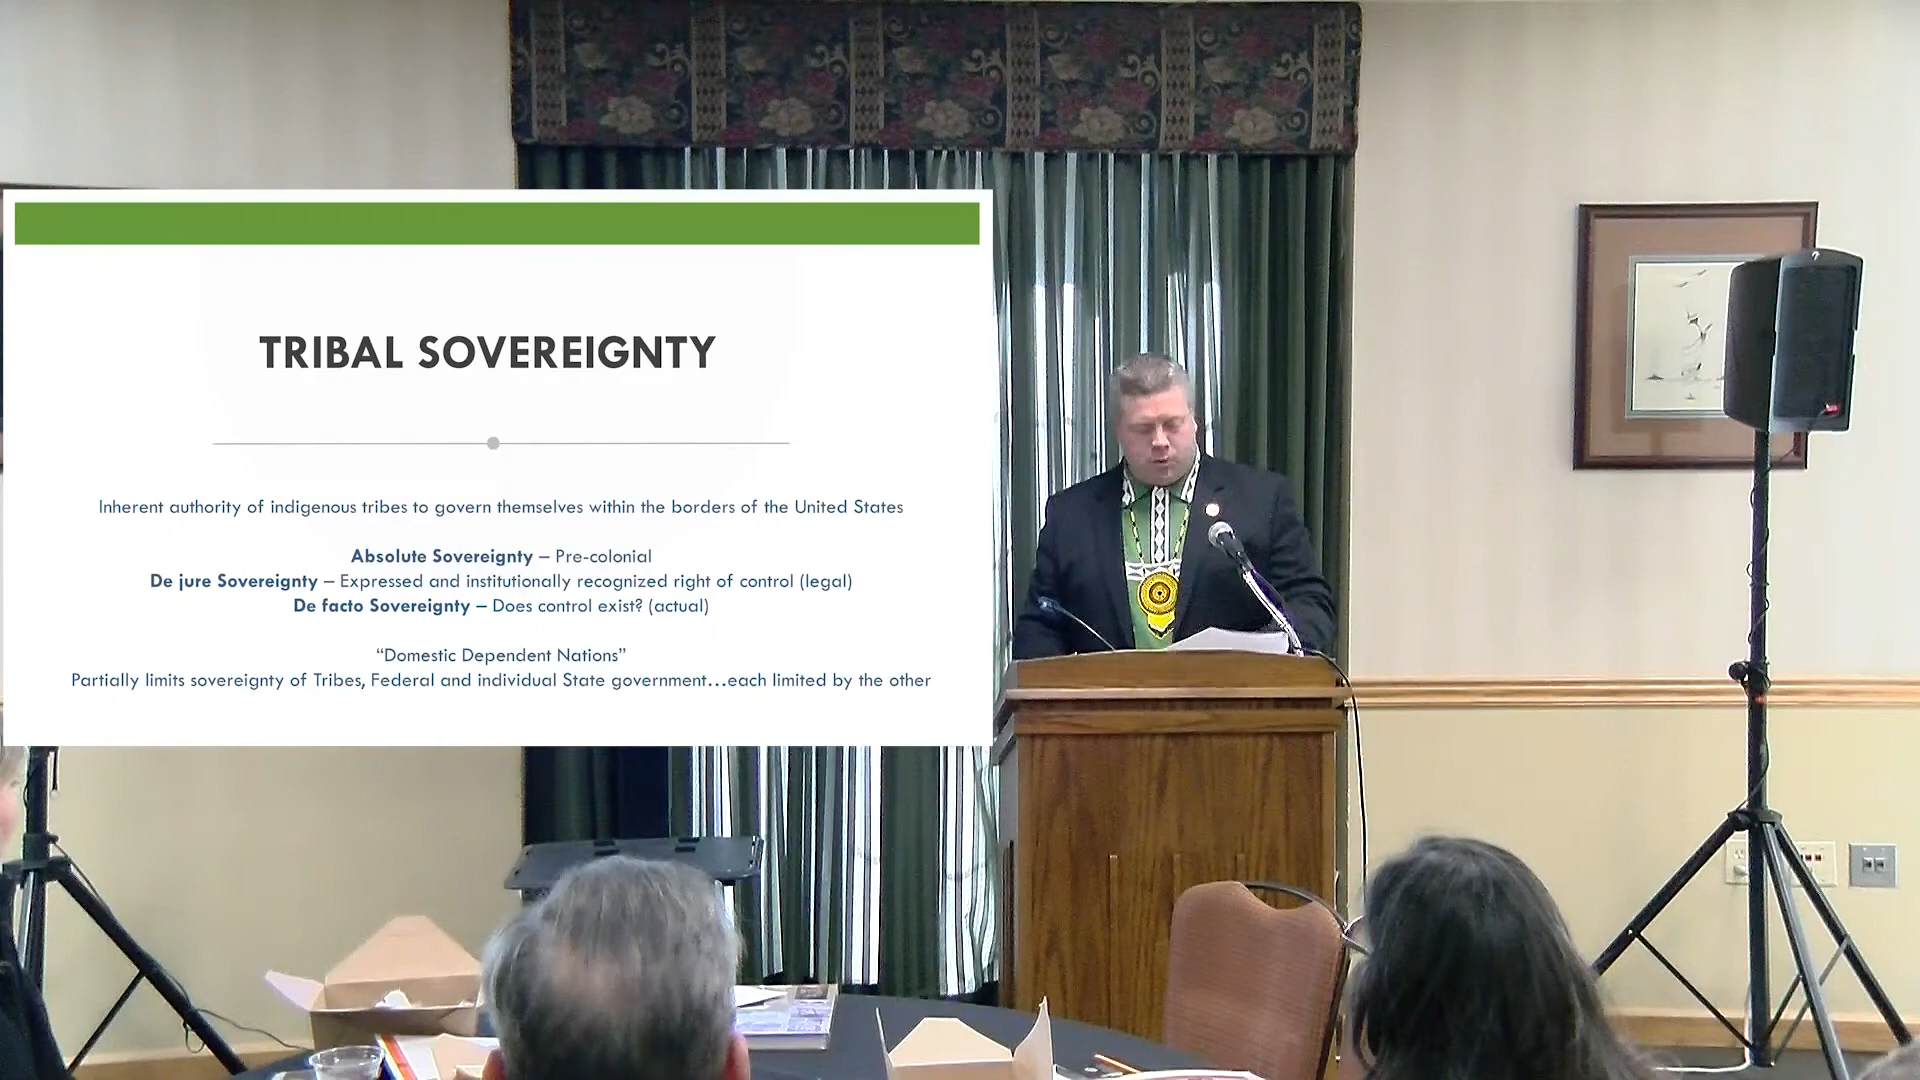 TRIBAL SOVEREIGNTY
Inherent authority of indigenous tribes to govern themselves within the borders of the United States
Absolute Sovereignty – Pre-colonial
De jure Sovereignty – Expressed and institutionally recognized right of control (legal)
De facto Sovereignty – Does control exist? (actual)
“Domestic Dependent Nations”
Partially limits sovereignty of Tribes, Federal and individual State government...each limited by the other